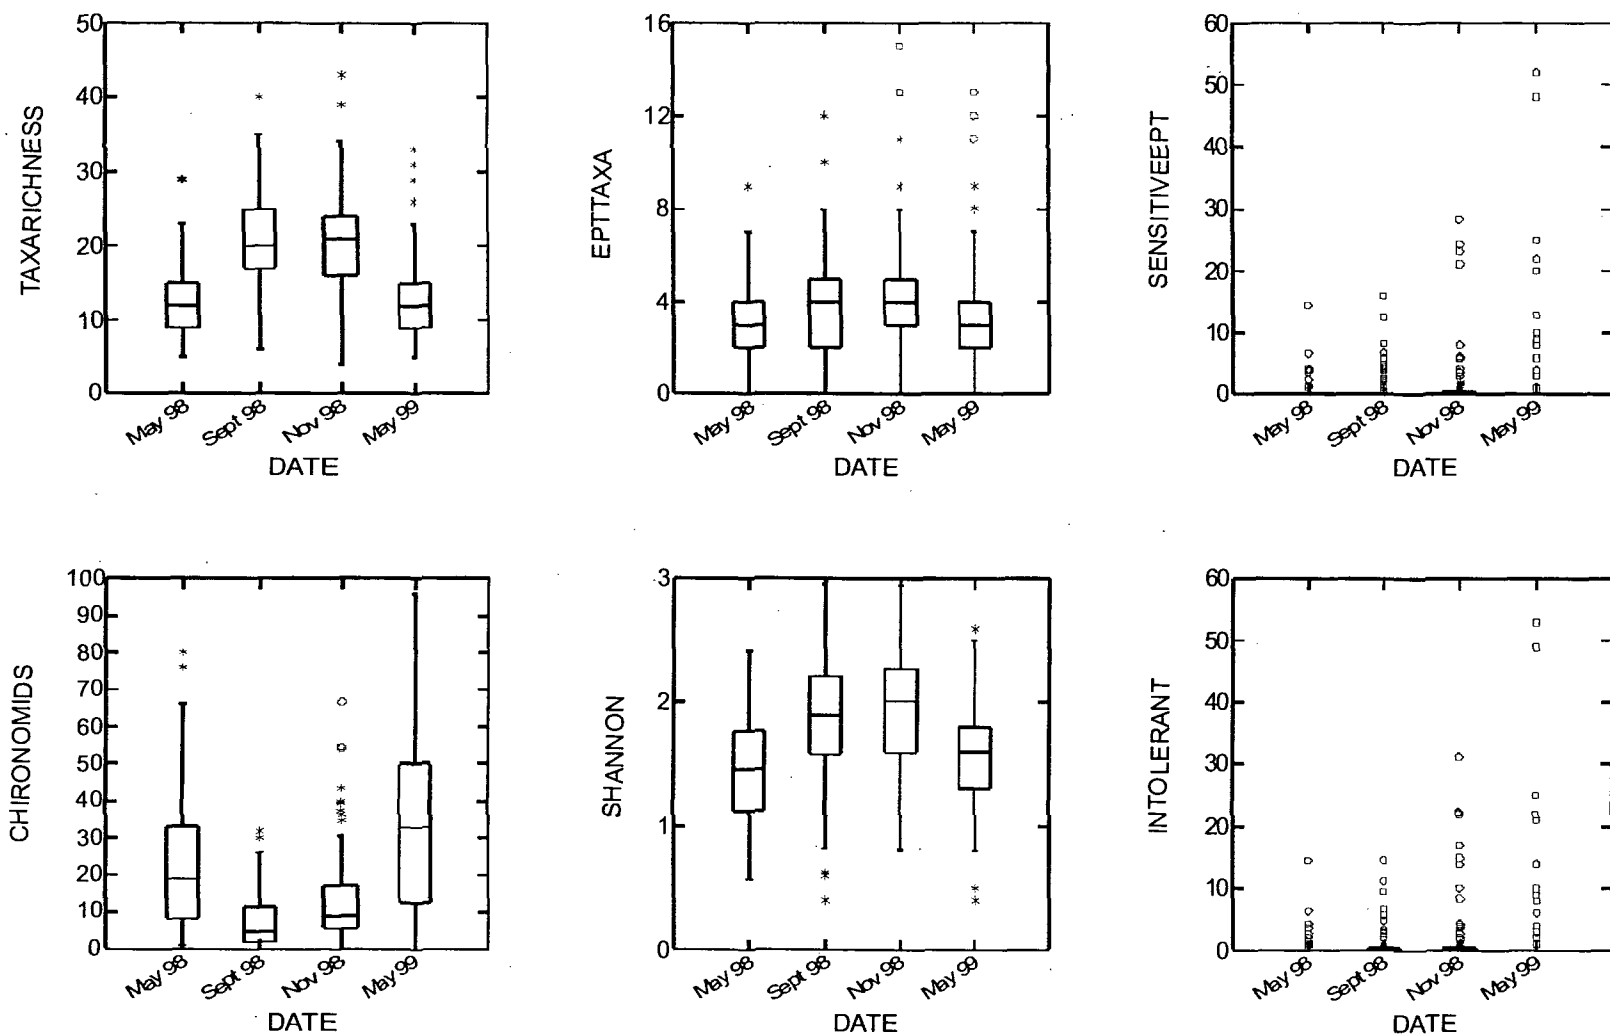 TAXARICHNESS
50
40
30
20
10
0
May 98
Sept 98
Nov 98
May 99
DATE
EPTTAXA
16
12
8
4
0
May 98
Sept 98
Nov 98
May 99
DATE
SENSITIVEEPT
60
50
40
30
20
10
0
May 98
Sept 98
Nov 98
May 99
DATE
CHIRONOMIDS
100
90
80
70
60
50
40
30
20
10
0
May 98
Sept 98
Nov 98
May 99
DATE
SHANNON
3
2
1
0
May 98
Sept 98
Nov 98
May 99
DATE
INTOLERANT
60
50
40
30
20
10
0
May 98
Sept 98
Nov 98
May 99
DATE